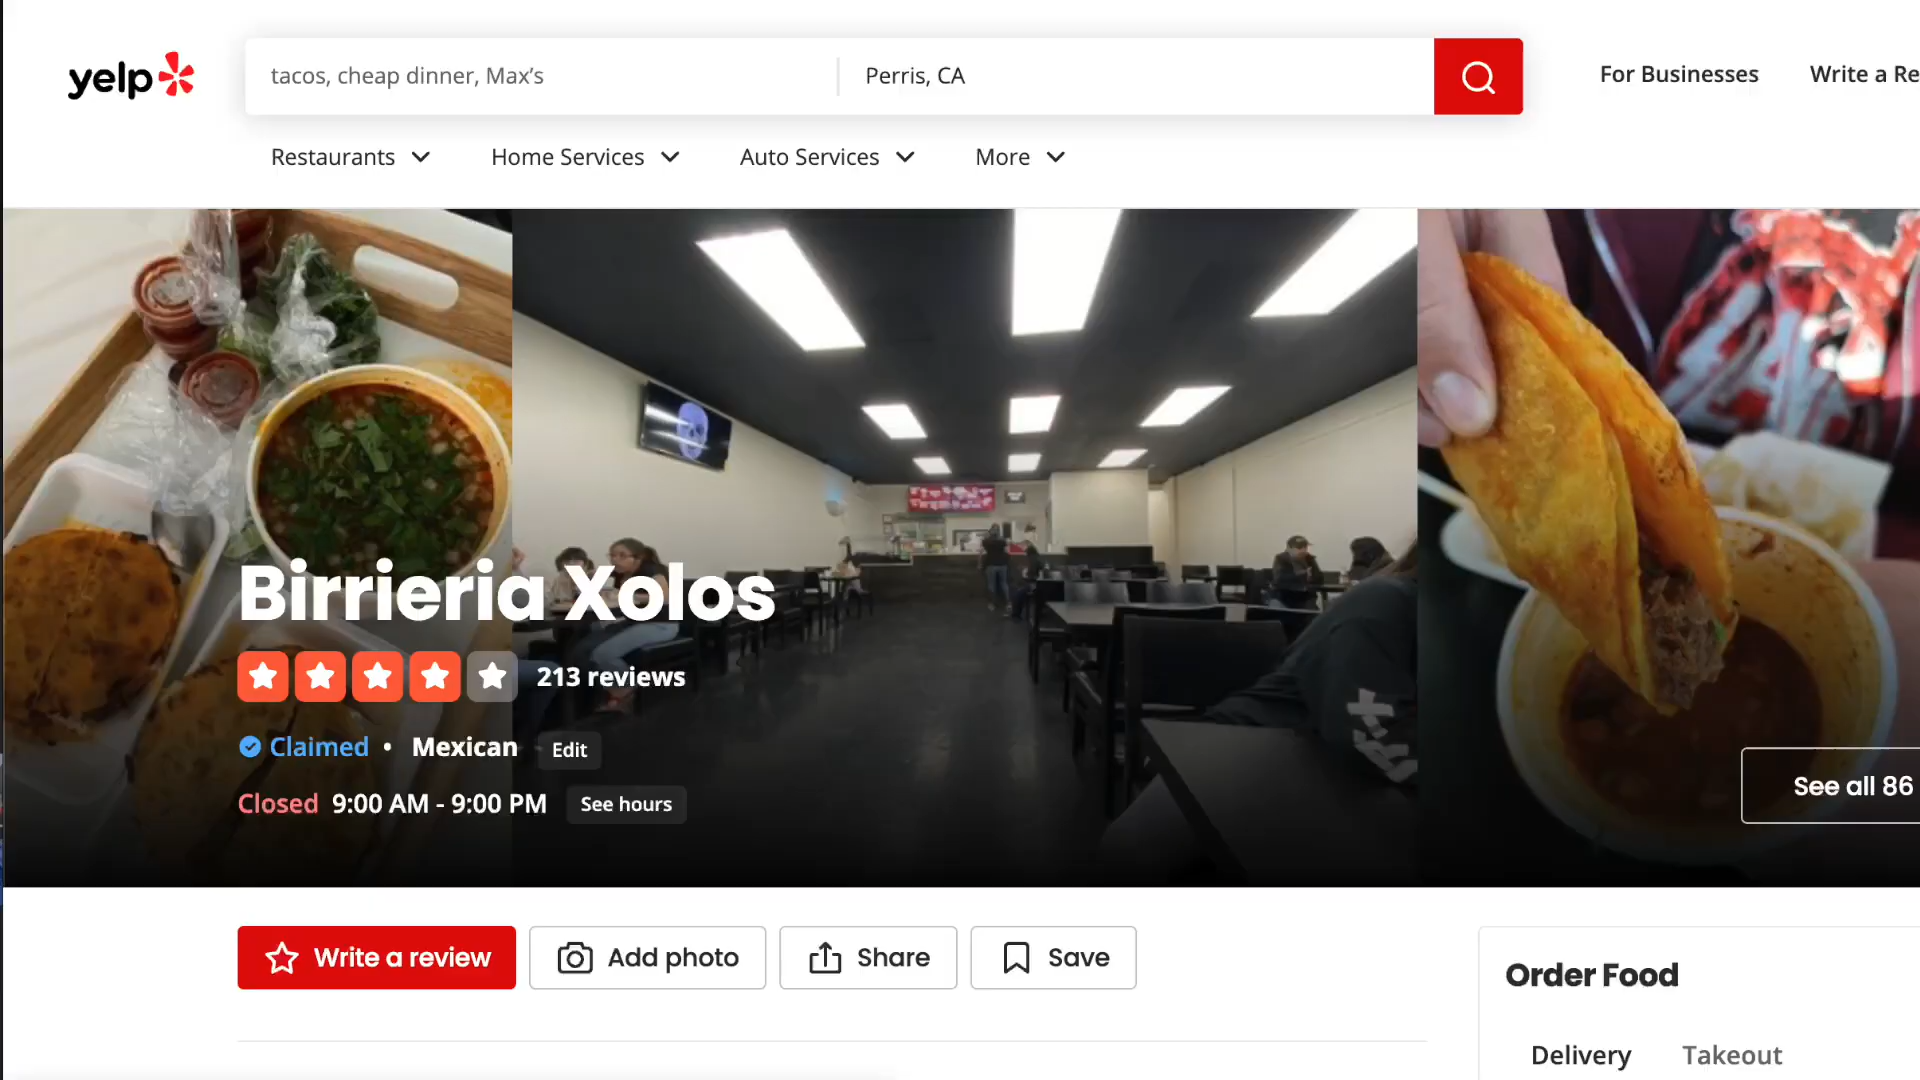 yelp
tacos, cheap dinner, Max's
Perris, CA
For Businesses
Write a Re
Restaurants
Home Services
Auto Services
More
Birrieria Xolos
213 reviews
Claimed • Mexican Edit
Closed 9:00 AM - 9:00 PM See hours
See all 86
Write a review
Add photo
Share
Save
Order Food
Delivery
Takeout